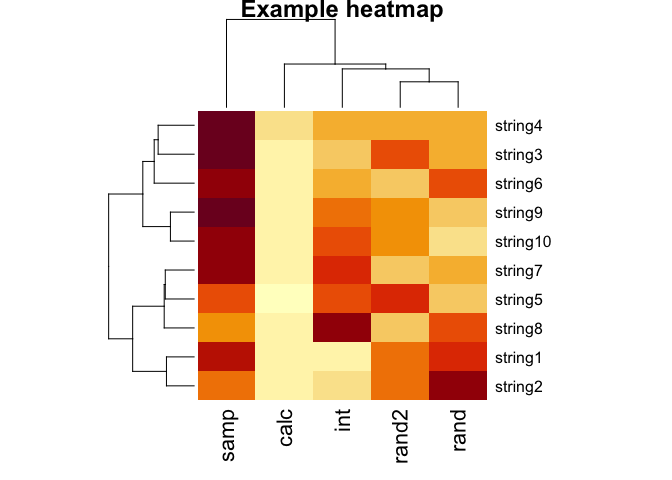 Example heatmap
string4
string3
string6
string9
string10
string7
string5
string8
string1
string2
samp
calc
int
rand2
rand